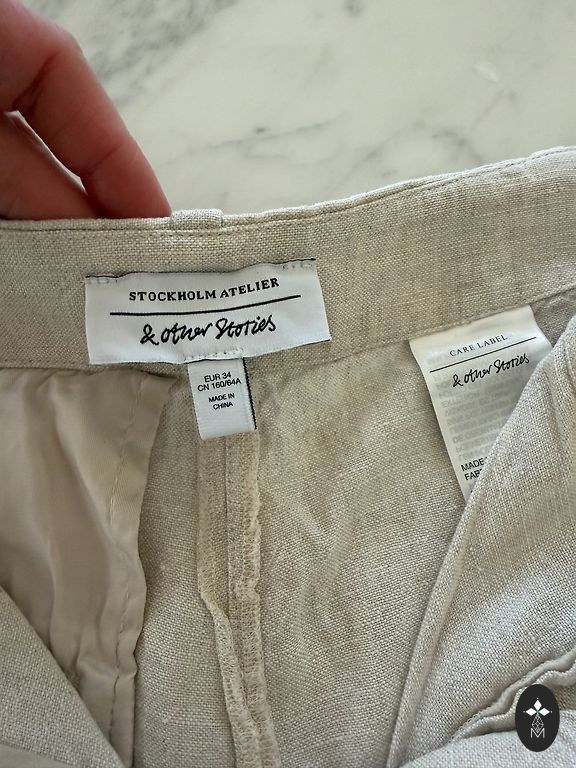 STOCKHOLM ATELIER
& other Stories
EUR 34
CN 160/64A
MADE IN
CHINA
CARE LABEL
& other Stories
MADE
M